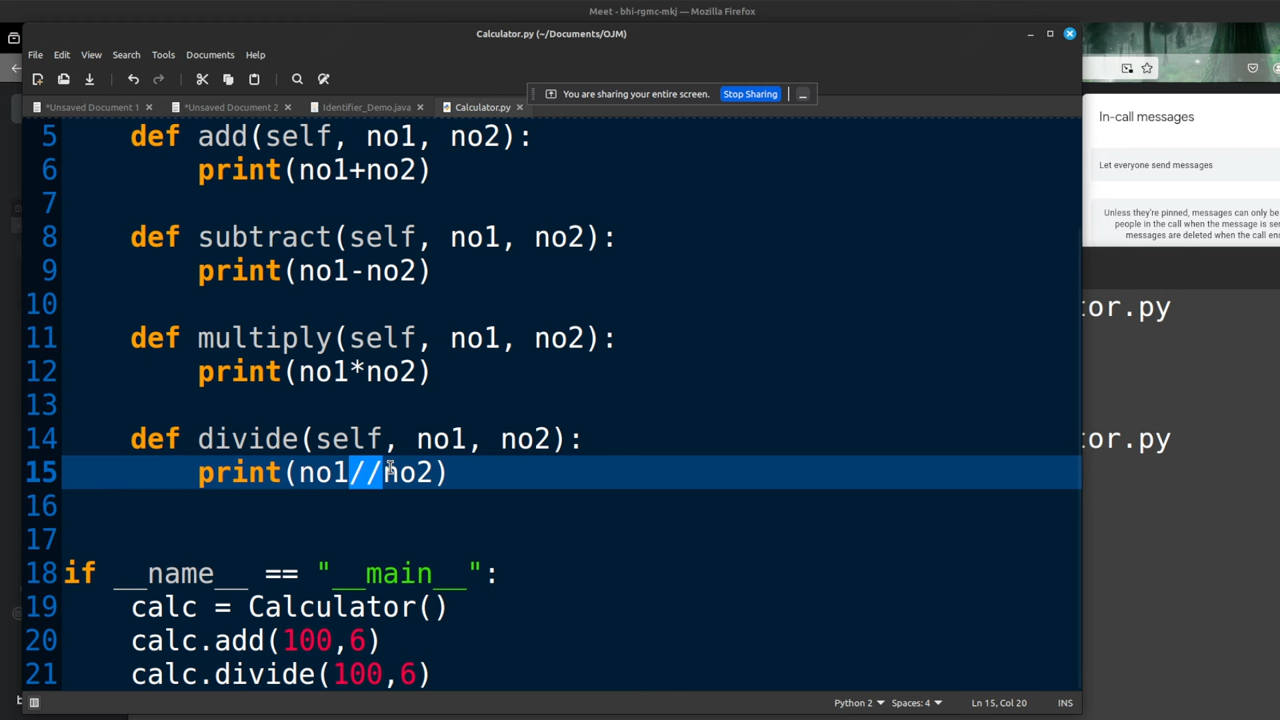 Meet - bhi-rgmc-mkj — Mozilla Firefox
Calculator.py (~/Documents/OJM)
File Edit View Search Tools Documents Help
*Unsaved Document 1 *Unsaved Document 2 Identifier_Demo.java Calculator.py
You are sharing your entire screen. Stop Sharing
5 def add(self, no1, no2):
6 print(no1+no2)
7
8 def subtract(self, no1, no2):
9 print(no1-no2)
10
11 def multiply(self, no1, no2):
12 print(no1*no2)
13
14 def divide(self, no1, no2):
15 print(no1//no2)
16
17
18 if __name__ == "__main__":
19 calc = Calculator()
20 calc.add(100,6)
21 calc.divide(100,6)
Python 2 Spaces: 4 Ln 15, Col 20 INS
In-call messages
Let everyone send messages
Unless they're pinned, messages can only be
people in the call when the message is se
messages are deleted when the call en
tor.py
tor.py